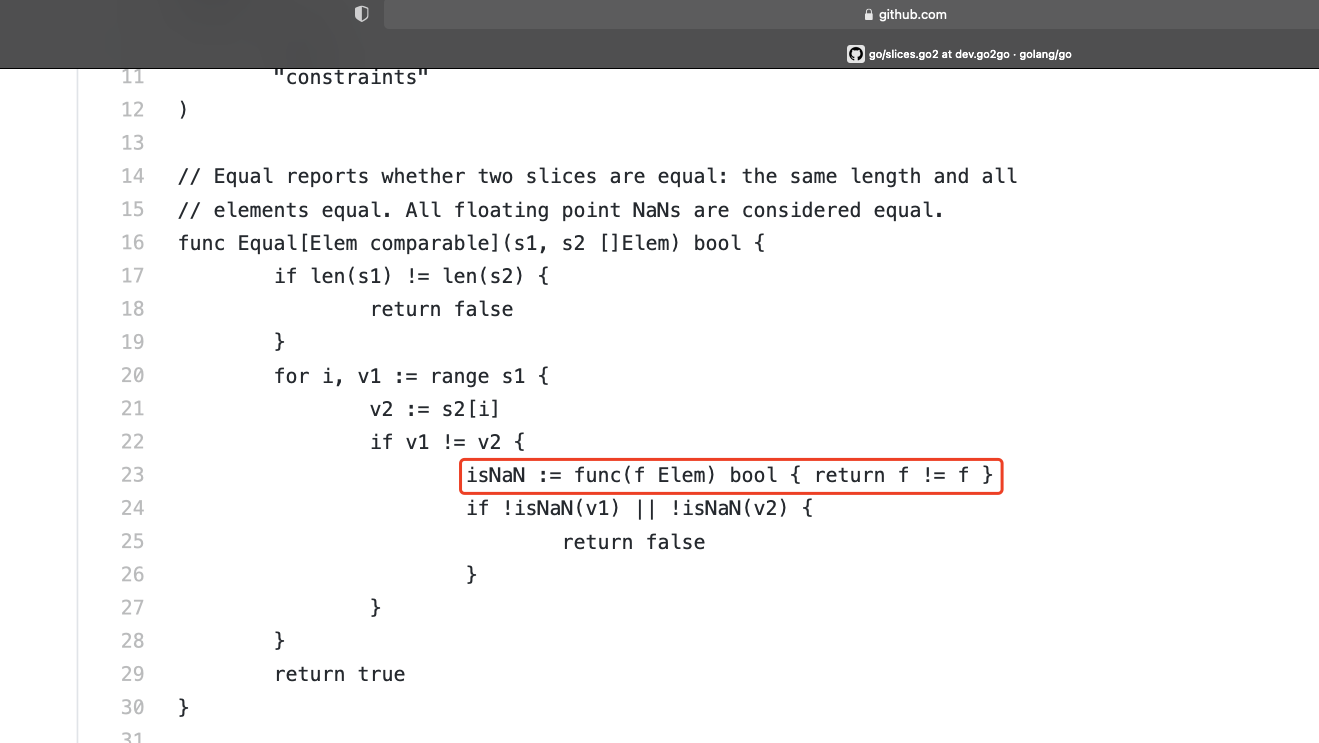 github.com
go/slices.go2 at dev.go2go · golang/go
11 "constraints"
12 )
13
14 // Equal reports whether two slices are equal: the same length and all
15 // elements equal. All floating point NaNs are considered equal.
16 func Equal[Elem comparable](s1, s2 []Elem) bool {
17 if len(s1) != len(s2) {
18 return false
19 }
20 for i, v1 := range s1 {
21 v2 := s2[i]
22 if v1 != v2 {
23 isNaN := func(f Elem) bool { return f != f }
24 if !isNaN(v1) || !isNaN(v2) {
25 return false
26 }
27 }
28 }
29 return true
30 }
31